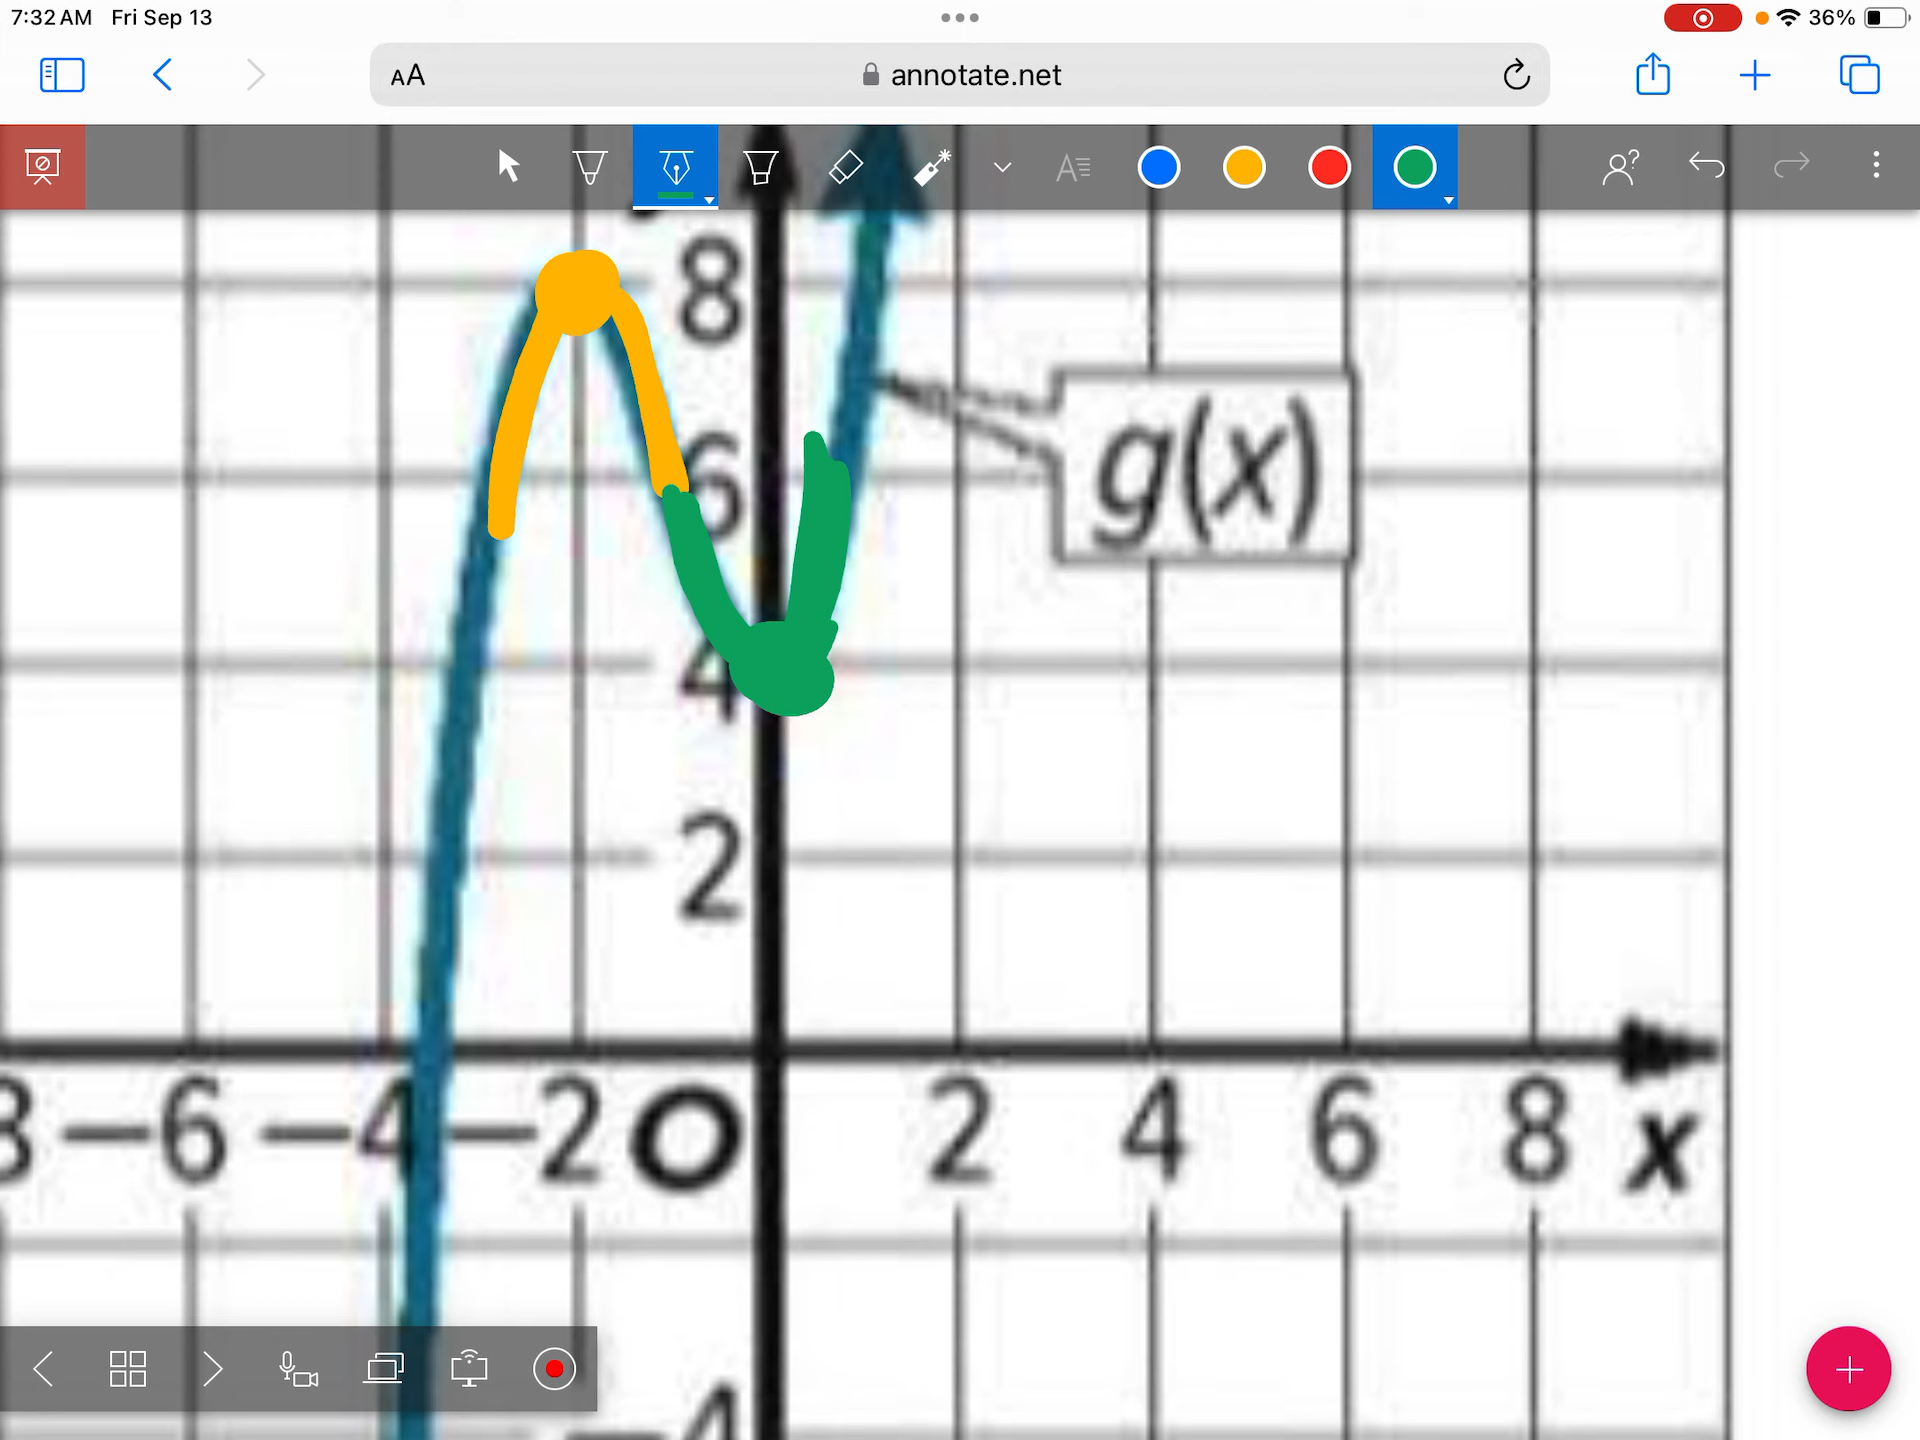 7:32 AM Fri Sep 13 36%
AA annotate.net
8
6
g(x)
4
2
-6 -4 -2 O 2 4 6 8 x